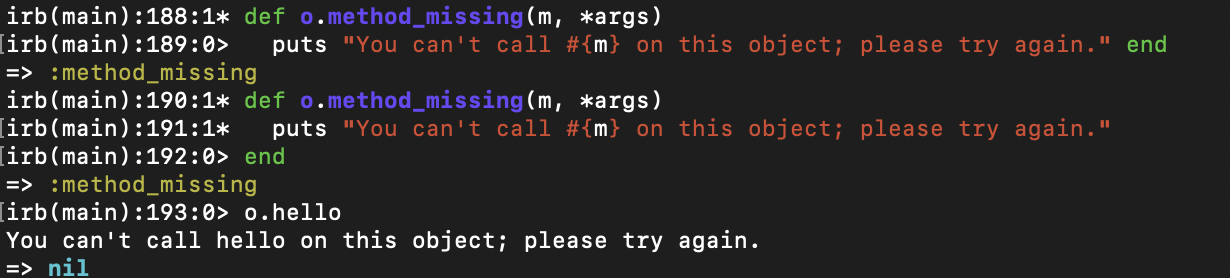 irb(main):188:1* def o.method_missing(m, *args)
[irb(main):189:0>   puts "You can't call #{m} on this object; please try again." end
=> :method_missing
irb(main):190:1* def o.method_missing(m, *args)
[irb(main):191:1*   puts "You can't call #{m} on this object; please try again."
[irb(main):192:0> end
=> :method_missing
[irb(main):193:0> o.hello
You can't call hello on this object; please try again.
=> nil